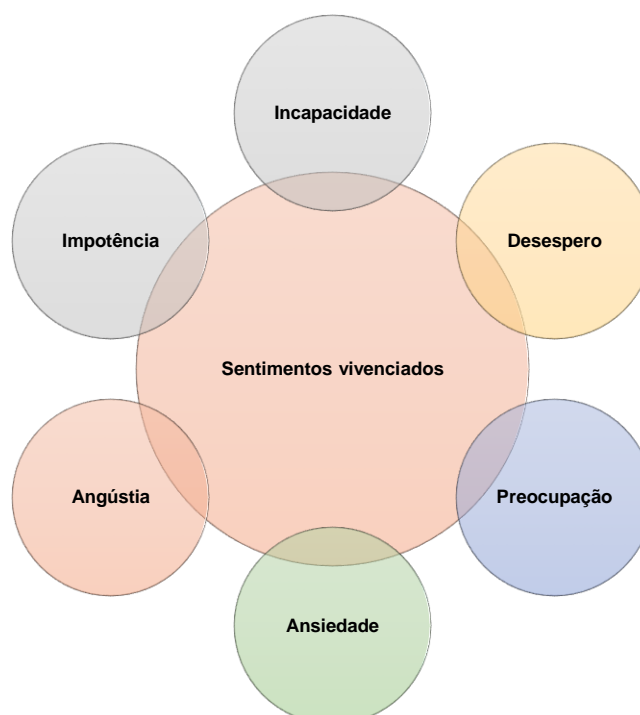 Incapacidade
Impotência
Desespero
Sentimentos vivenciados
Angústia
Preocupação
Ansiedade